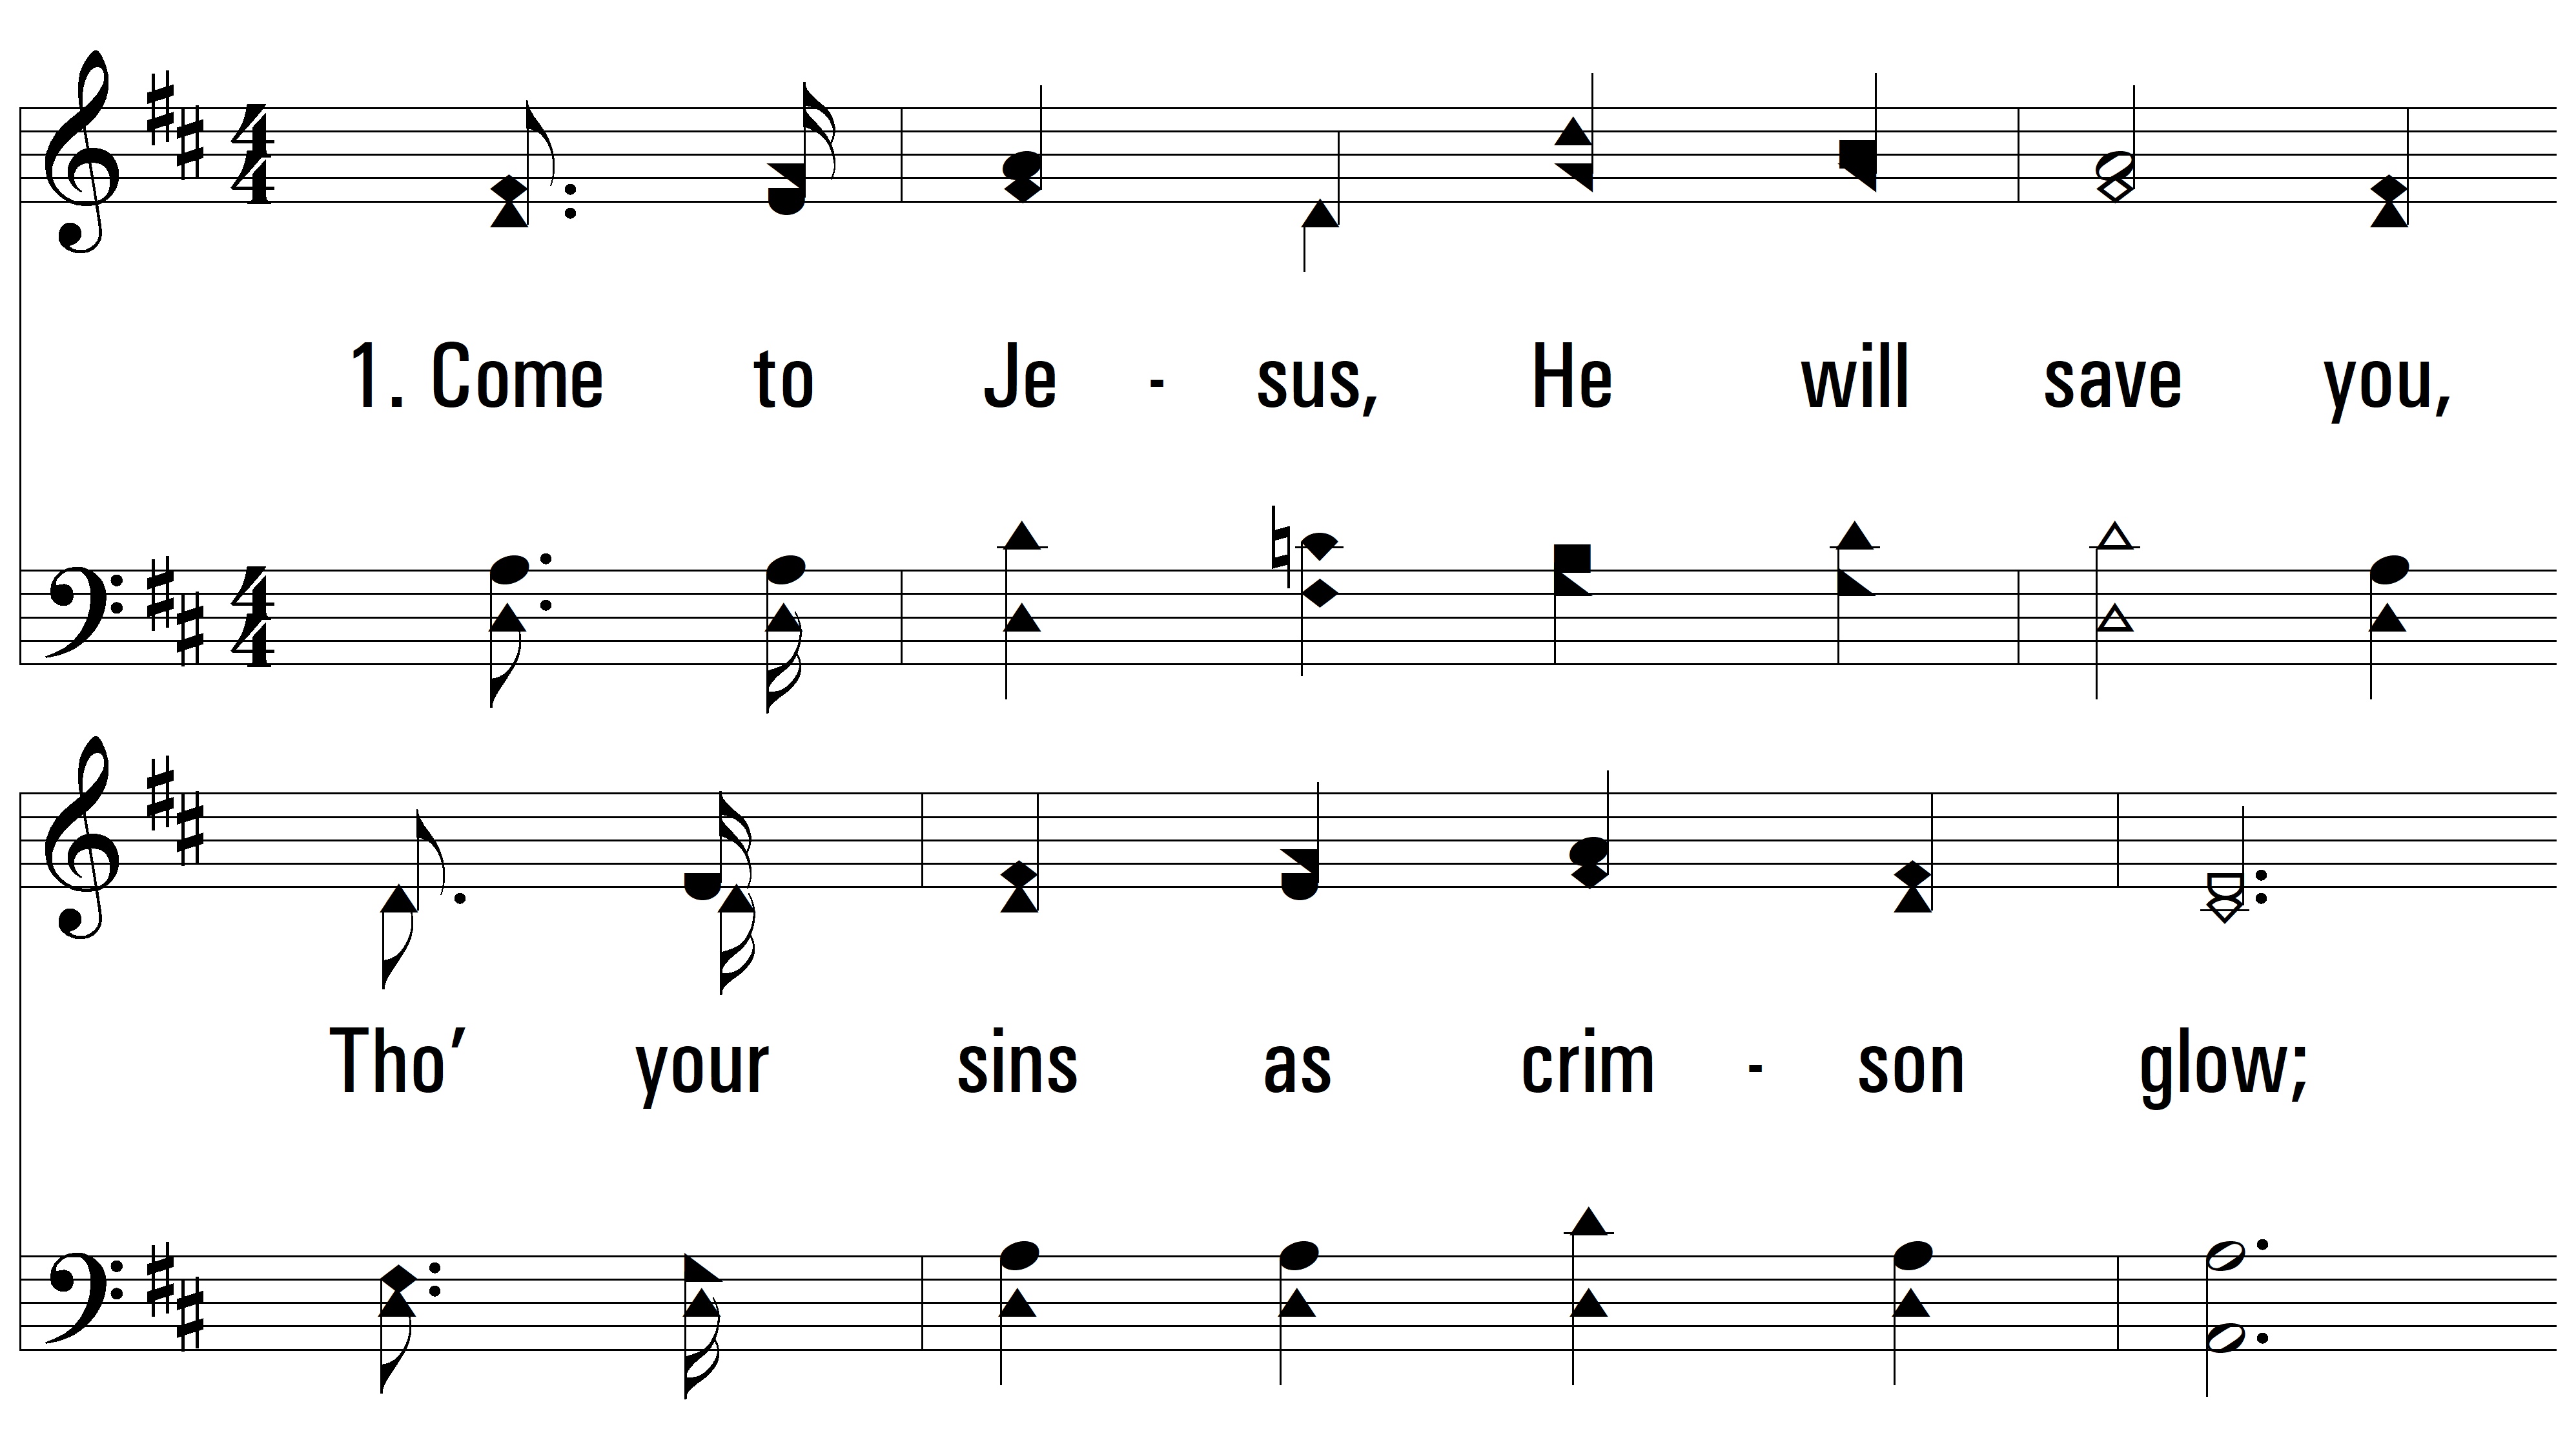 1. Come to Je - sus, He will save you,
Tho’ your sins as crim - son glow;